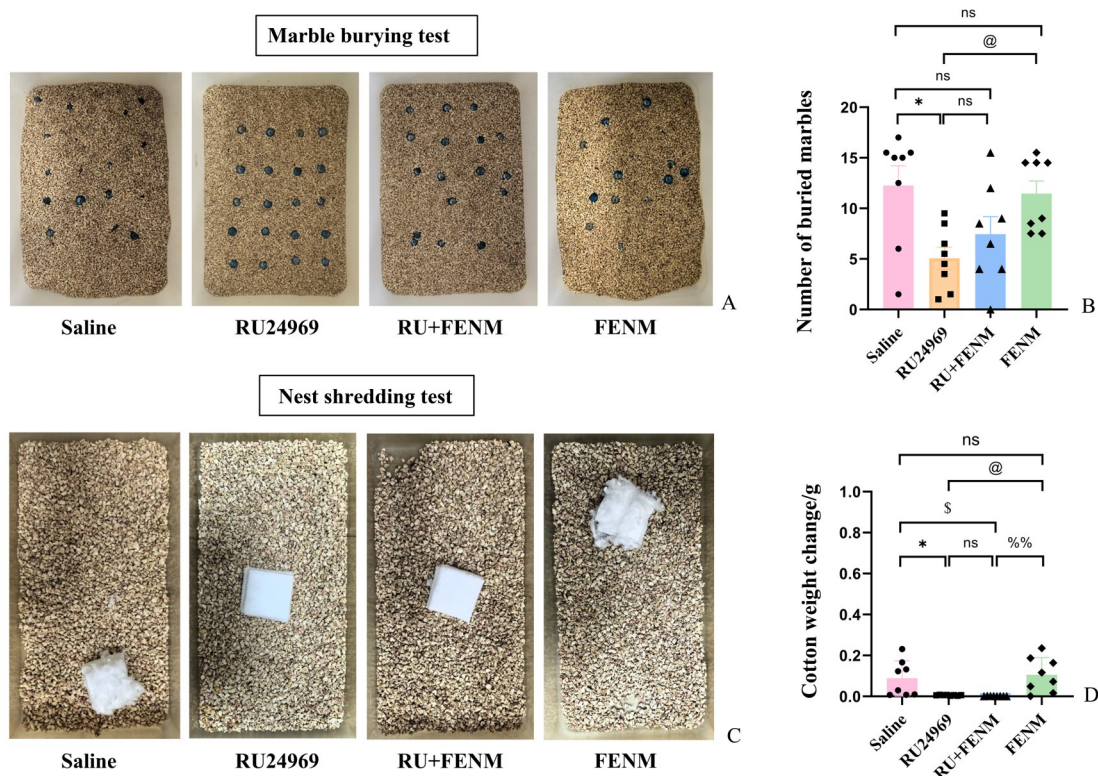 Marble burying test
Saline
RU24969
RU+FENM
FENM
A
ns
@
ns
*
ns
Number of buried marbles
20
15
10
5
0
Saline
RU24969
RU+FENM
FENM
B
Nest shredding test
Saline
RU24969
RU+FENM
FENM
C
ns
@
$
*
ns
%%
Cotton weight change/g
1.0
0.8
0.6
0.4
0.2
0.0
Saline
RU24969
RU+FENM
FENM
D